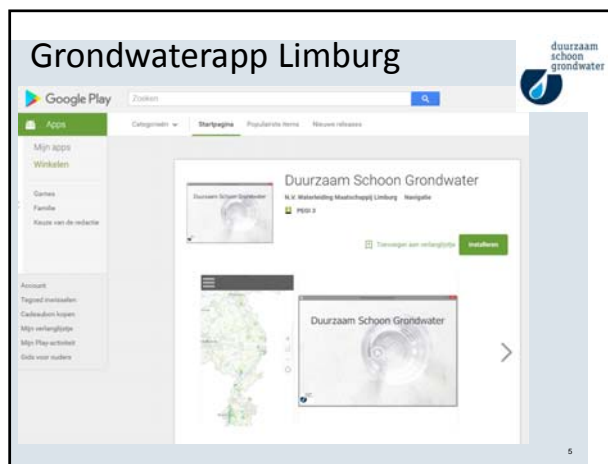 Grondwaterapp Limburg
duurzaam
schoon
grondwater
Google Play
Zoeken
Apps
Categorieën
Startpagina
Populairste items
Nieuwe releases
Mijn apps
Winkelen
Games
Familie
Keuze van de redactie
Account
Tegoed inwisselen
Cadeaubon kopen
Mijn verlanglijstje
Mijn Play-activiteit
Gids voor ouders
Duurzaam Schoon Grondwater
Duurzaam Schoon Grondwater
N.V. Waterleiding Maatschappij Limburg Navigatie
PEGI 3
Toevoegen aan verlanglijstje
Installeren
Duurzaam Schoon Grondwater
5